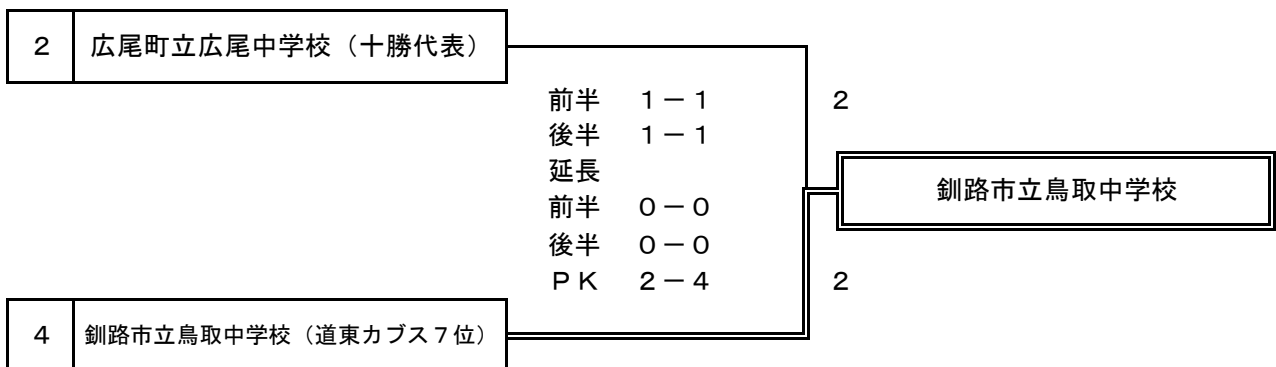 2 広尾町立広尾中学校（十勝代表）
前半 １－１ 2
後半 １－１
延長
前半 ０－０
釧路市立鳥取中学校
後半 ０－０
ＰＫ ２－４ 2
4 釧路市立鳥取中学校（道東カブス７位）